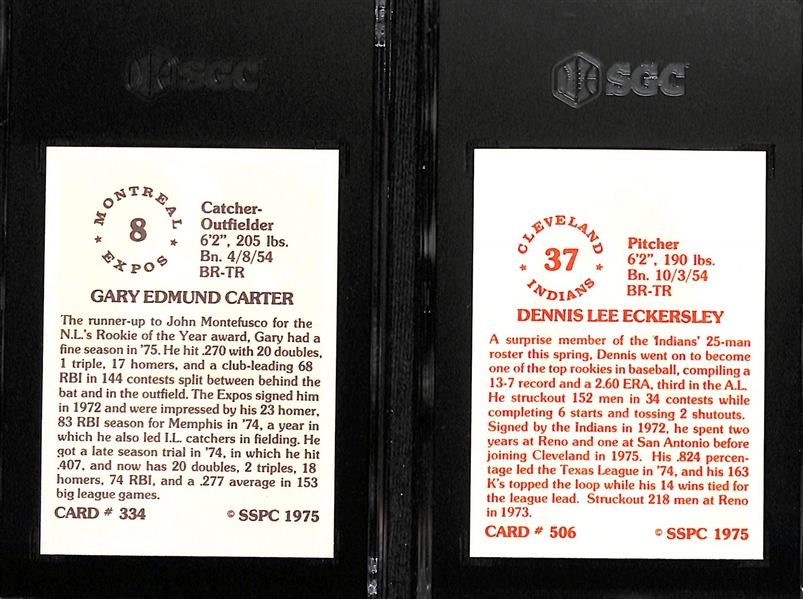 SGC
MONTREAL
8
EXPOS
Catcher-
Outfielder
6'2", 205 lbs.
Bn. 4/8/54
BR-TR
GARY EDMUND CARTER
The runner-up to John Montefusco for the
N.L.'s Rookie of the Year award, Gary had a
fine season in '75. He hit .270 with 20 doubles,
1 triple, 17 homers, and a club-leading 68
RBI in 144 contests split between behind the
bat and in the outfield. The Expos signed him
in 1972 and were impressed by his 23 homer,
83 RBI season for Memphis in '74, a year in
which he also led I.L. catchers in fielding. He
got a late season trial in '74, in which he hit
.407, and now has 20 doubles, 2 triples, 18
homers, 74 RBI, and a .277 average in 153
big league games.
CARD # 334 © SSPC 1975
SGC
CLEVELAND
37
INDIANS
Pitcher
6'2", 190 lbs.
Bn. 10/3/54
BR-TR
DENNIS LEE ECKERSLEY
A surprise member of the 'Indians' 25-man
roster this spring, Dennis went on to become
one of the top rookies in baseball, compiling a
13-7 record and a 2.60 ERA, third in the A.L.
He struckout 152 men in 34 contests while
completing 6 starts and tossing 2 shutouts.
Signed by the Indians in 1972, he spent two
years at Reno and one at San Antonio before
joining Cleveland in 1975. His .824 percen-
tage led the Texas League in '74, and his 163
K's topped the loop while his 14 wins tied for
the league lead. Struckout 218 men at Reno
in 1973.
CARD # 506 © SSPC 1975